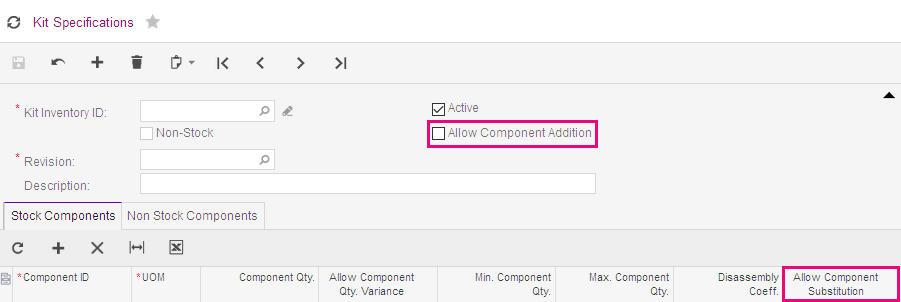 Kit Specifications
* Kit Inventory ID:
Active
Non-Stock
Allow Component Addition
* Revision:
Description:
Stock Components
Non Stock Components
*Component ID
*UOM
Component Qty.
Allow Component
Qty. Variance
Min. Component
Qty.
Max. Component
Qty.
Disassembly
Coeff.
Allow Component
Substitution